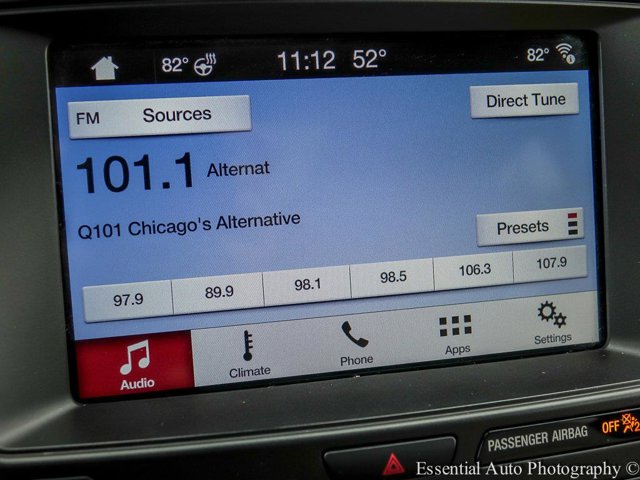 82° 11:12 52° 82°
FM Sources Direct Tune
101.1 Alternat
Q101 Chicago's Alternative
Presets
97.9 89.9 98.1 98.5 106.3 107.9
Audio Climate Phone Apps Settings
PASSENGER AIRBAG OFF 2
Essential Auto Photography ©